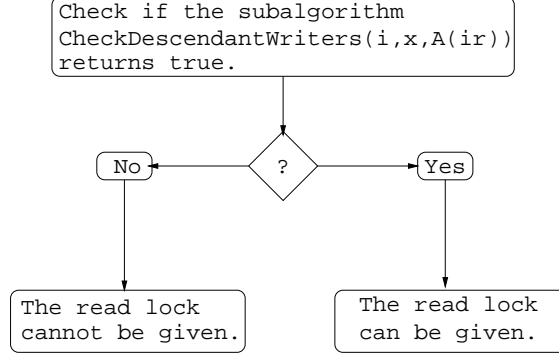 Check if the subalgorithm
CheckDescendantWriters(i,x,A(ir))
returns true.
No
?
Yes
The read lock
cannot be given.
The read lock
can be given.